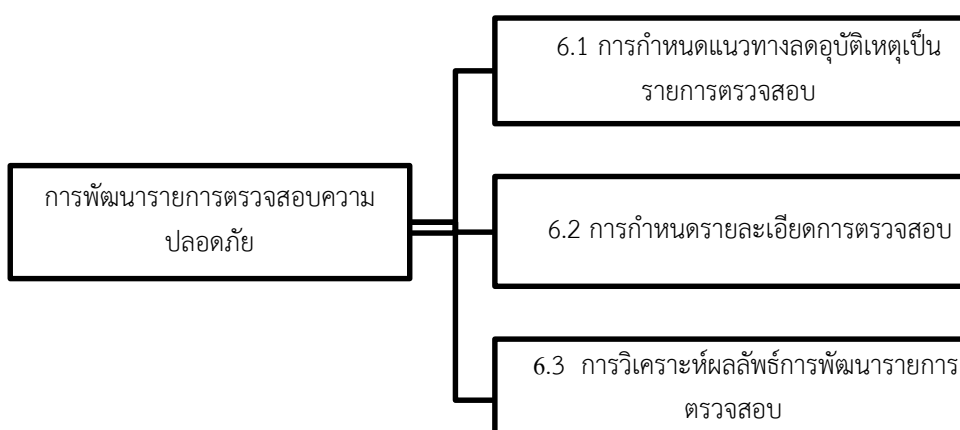 6.1 การกำหนดแนวทางลดอุบัติเหตุเป็น
รายการตรวจสอบ
การพัฒนารายการตรวจสอบความ
ปลอดภัย
6.2 การกำหนดรายละเอียดการตรวจสอบ
6.3 การวิเคราะห์ผลลัพธ์การพัฒนารายการ
ตรวจสอบ